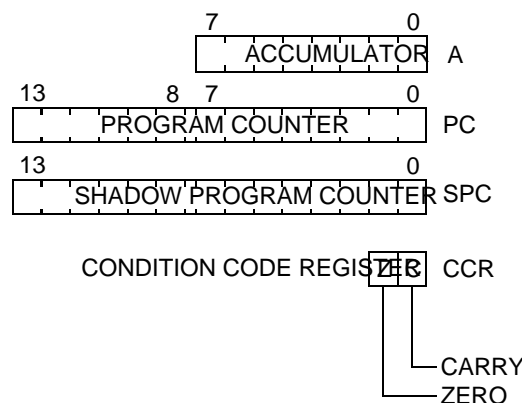 7 0
ACCUMULATOR A
13 8 7 0
PROGRAM COUNTER PC
13 0
SHADOW PROGRAM COUNTER SPC
CONDITION CODE REGISTER Z C CCR
CARRY
ZERO